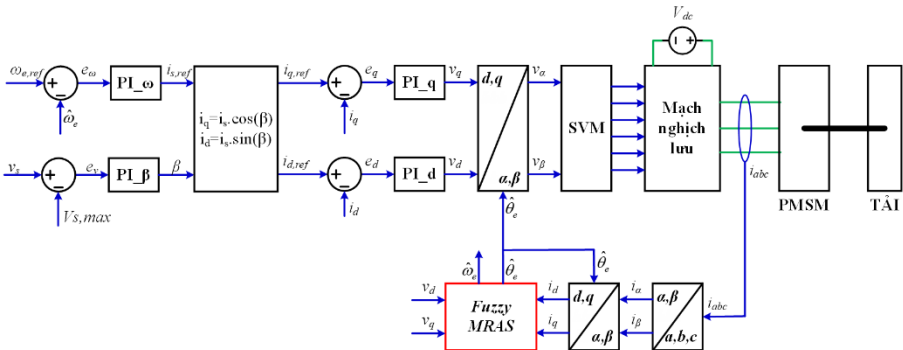 V_dc
ω_e,ref
e_ω
PI_ω
i_s,ref
i_q,ref
e_q
PI_q
v_q
d,q
v_α
ω̂_e
i_q
i_q=i_s.cos(β)
i_d=i_s.sin(β)
SVM
Mạch
nghịch
lưu
v_s
e_v
PI_β
β
i_d,ref
e_d
PI_d
v_d
α,β
v_β
i_abc
Vs,max
i_d
θ̂_e
PMSM
TẢI
ω̂_e
θ̂_e
θ̂_e
v_d
Fuzzy
MRAS
i_d
d,q
i_α
α,β
i_abc
v_q
i_q
α,β
i_β
a,b,c